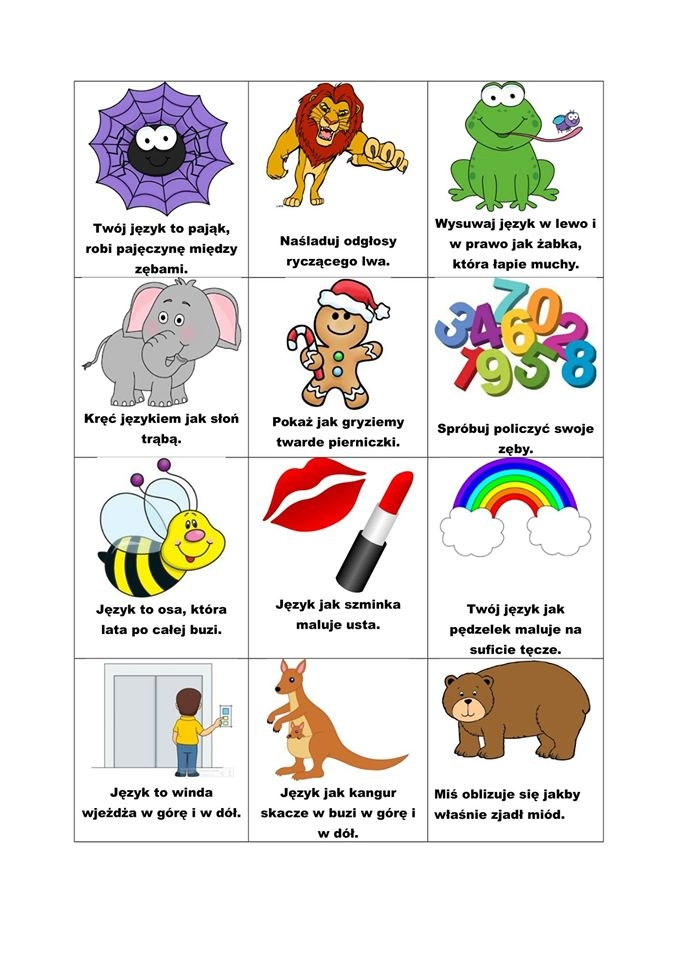 Twój język to pająk,
robi pajęczynę między
zębami.
Naśladuj odgłosy
ryczącego lwa.
Wysuwaj język w lewo i
w prawo jak żabka,
która łapie muchy.
Kręć językiem jak słoń
trąbą.
Pokaż jak gryziemy
twarde pierniczki.
Spróbuj policzyć swoje
zęby.
Język to osa, która
lata po całej buzi.
Język jak szminka
maluje usta.
Twój język jak
pędzelek maluje na
suficie tęcze.
Język to winda
wjeżdża w górę i w dół.
Język jak kangur
skacze w buzi w górę i
w dół.
Miś oblizuje się jakby
właśnie zjadł miód.